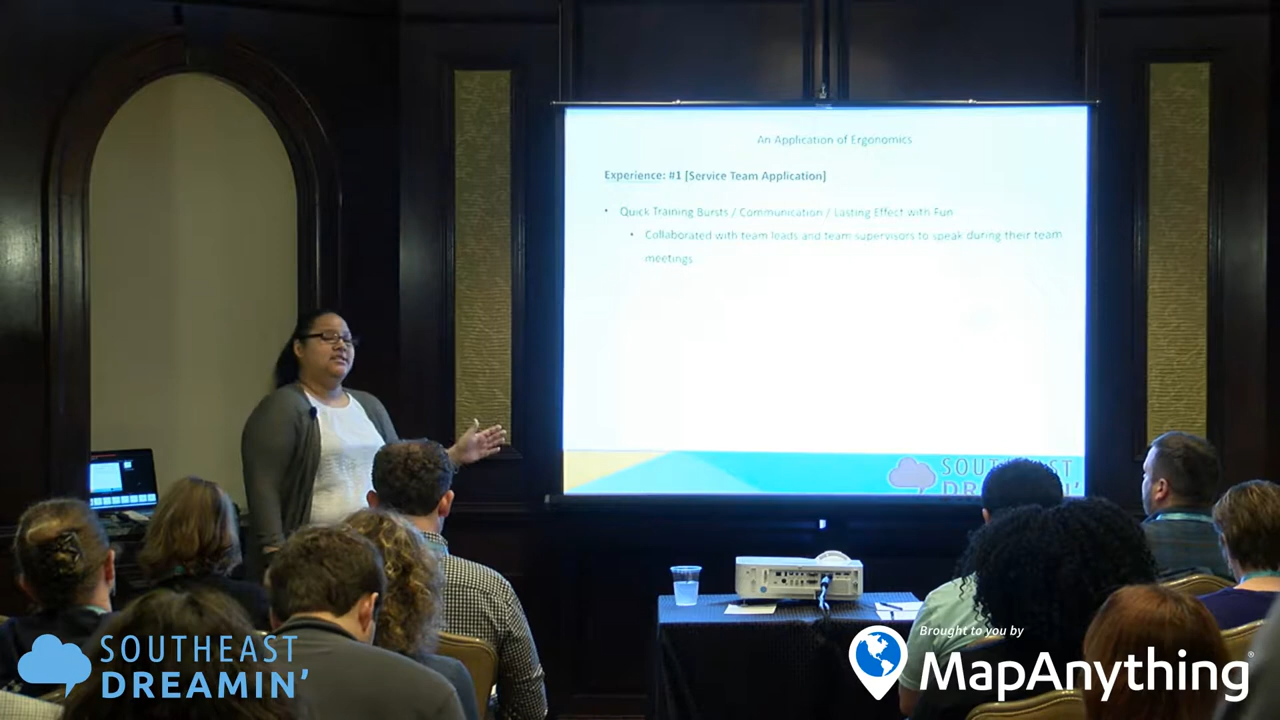 An Application of Ergonomics
Experience: #1 [Service Team Application]
• Quick Training Bursts / Communication / Lasting Effect with Fun
• Collaborated with team leads and team supervisors to speak during their team
meetings
SOUTHEAST
DREAMIN'
SOUTHEAST
DREAMIN'
Brought to you by
MapAnything®